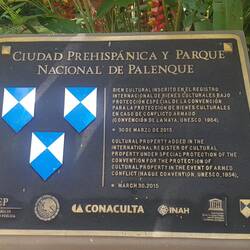 CIUDAD PREHISPÁNICA Y PARQUE
NACIONAL DE PALENQUE
BIEN CULTURAL INSCRITO EN EL REGISTRO
INTERNACIONAL DE BIENES CULTURALES BAJO
PROTECCIÓN ESPECIAL DE LA CONVENCIÓN
PARA LA PROTECCIÓN DE BIENES CULTURALES
EN CASO DE CONFLICTO ARMADO
(CONVENCIÓN DE LA HAYA, UNESCO, 1954).
30 DE MARZO DE 2015
CULTURAL PROPERTY ADDED IN THE
INTERNATIONAL REGISTER OF CULTURAL
PROPERTY UNDER SPECIAL PROTECTION OF THE
CONVENTION FOR THE PROTECTION OF
CULTURAL PROPERTY IN THE EVENT OF ARMED
CONFLICT (HAGUE CONVENTION, UNESCO, 1954).
MARCH 30, 2015
SEP
CONACULTA
INAH